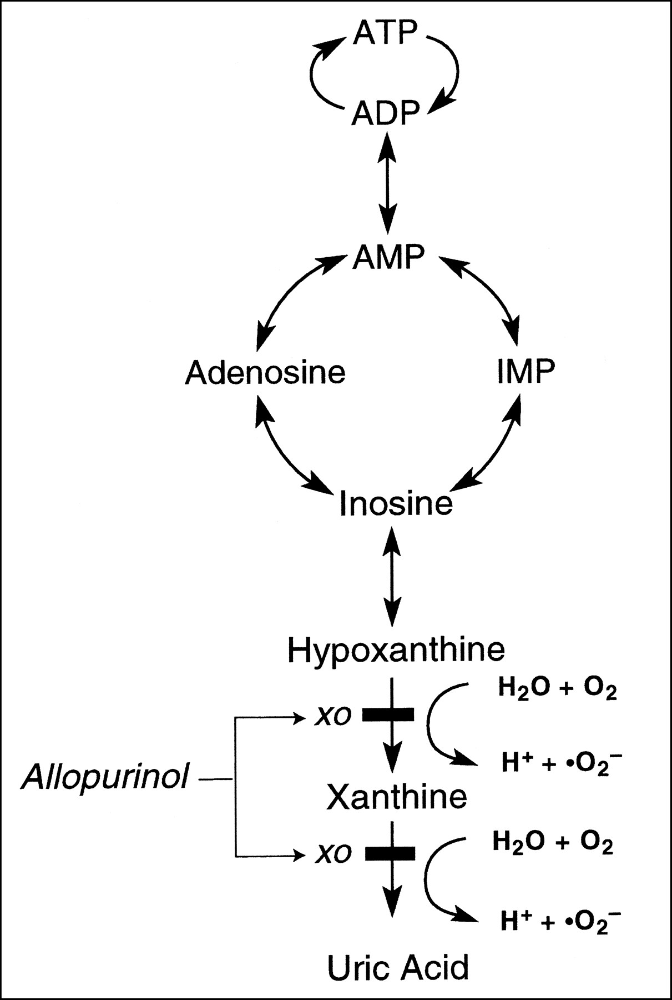 ATP
ADP
AMP
Adenosine
IMP
Inosine
Hypoxanthine
H₂O + O₂
XO
H⁺ + •O₂⁻
Allopurinol
Xanthine
H₂O + O₂
XO
H⁺ + •O₂⁻
Uric Acid